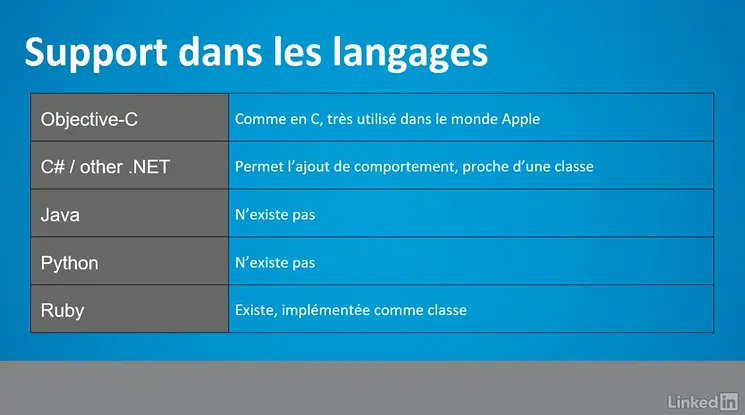 Support dans les langages
Objective-C
Comme en C, très utilisé dans le monde Apple
C# / other .NET
Permet l’ajout de comportement, proche d’une classe
Java
N’existe pas
Python
N’existe pas
Ruby
Existe, implémentée comme classe
LinkedIn